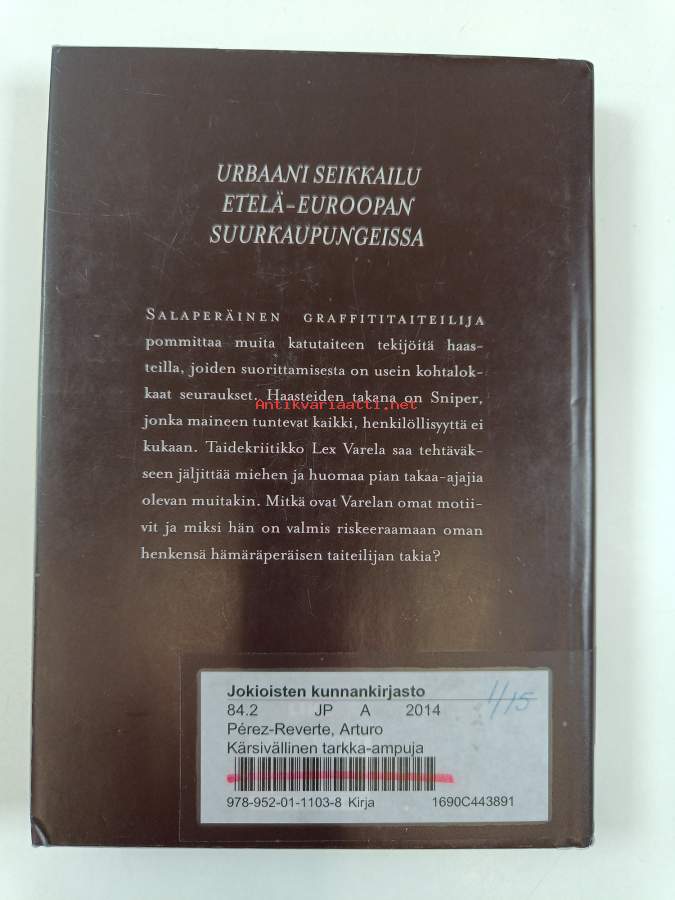 URBAANI SEIKKAILU
ETELÄ-EUROOPAN
SUURKAUPUNGEISSA
SALAPERÄINEN GRAFFITITAITEILIJA
pommittaa muita katutaiteen tekijöitä haas-
teilla, joiden suorittamisesta on usein kohtalok-
kaat seuraukset. Haasteiden takana on Sniper,
Antikvariaatti.net
jonka maineen tuntevat kaikki, henkilöllisyyttä ei
kukaan. Taidekriitikko Lex Varela saa tehtäväk-
seen jäljittää miehen ja huomaa pian takaa-ajajia
olevan muitakin. Mitkä ovat Varelan omat motii-
vit ja miksi hän on valmis riskeeraamaan oman
henkensä hämäräperäisen taiteilijan takia?
Jokioisten kunnankirjasto 1/15
84.2 JP A 2014
Pérez-Reverte, Arturo
Kärsivällinen tarkka-ampuja
978-952-01-1103-8 Kirja 1690C443891